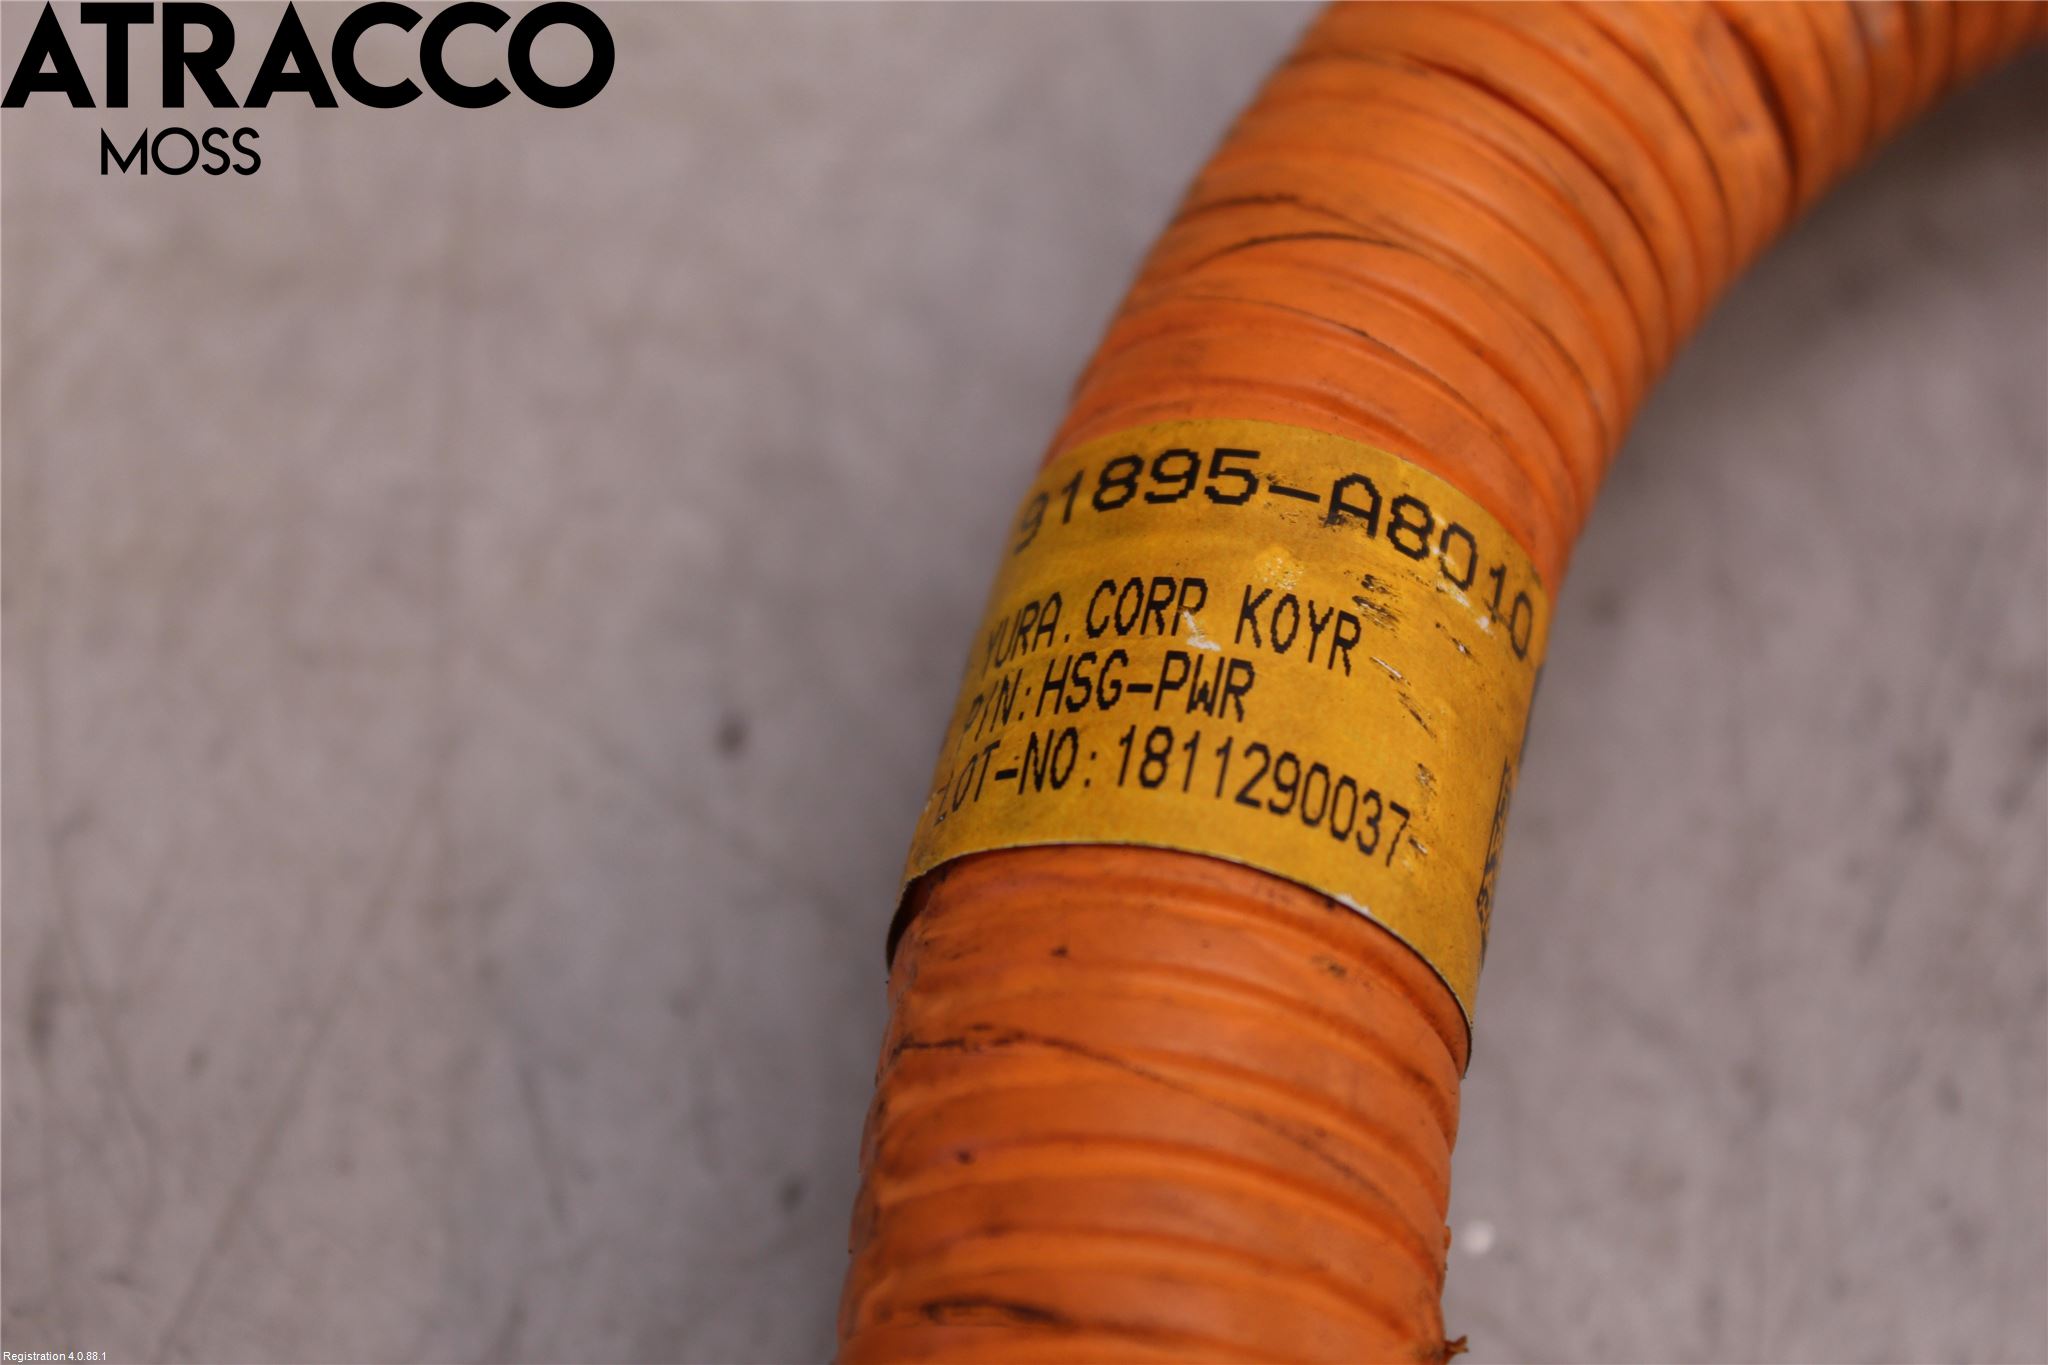 ATRACCO
MOSS
91895-A8010
YURA.CORP KOYR
P/N:HSG-PWR
LOT-NO:1811290037-
Registration 4.0.88.1